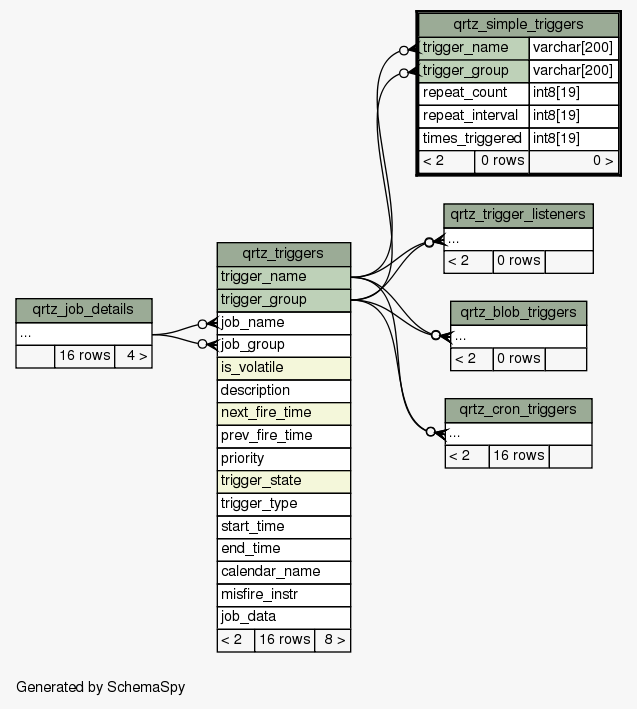 qrtz_simple_triggers
trigger_name varchar[200]
trigger_group varchar[200]
repeat_count int8[19]
repeat_interval int8[19]
times_triggered int8[19]
< 2 0 rows 0 >
qrtz_trigger_listeners
...
< 2 0 rows
qrtz_triggers
trigger_name
trigger_group
job_name
job_group
is_volatile
description
next_fire_time
prev_fire_time
priority
trigger_state
trigger_type
start_time
end_time
calendar_name
misfire_instr
job_data
< 2 16 rows 8 >
qrtz_job_details
...
16 rows 4 >
qrtz_blob_triggers
...
< 2 0 rows
qrtz_cron_triggers
...
< 2 16 rows
Generated by SchemaSpy